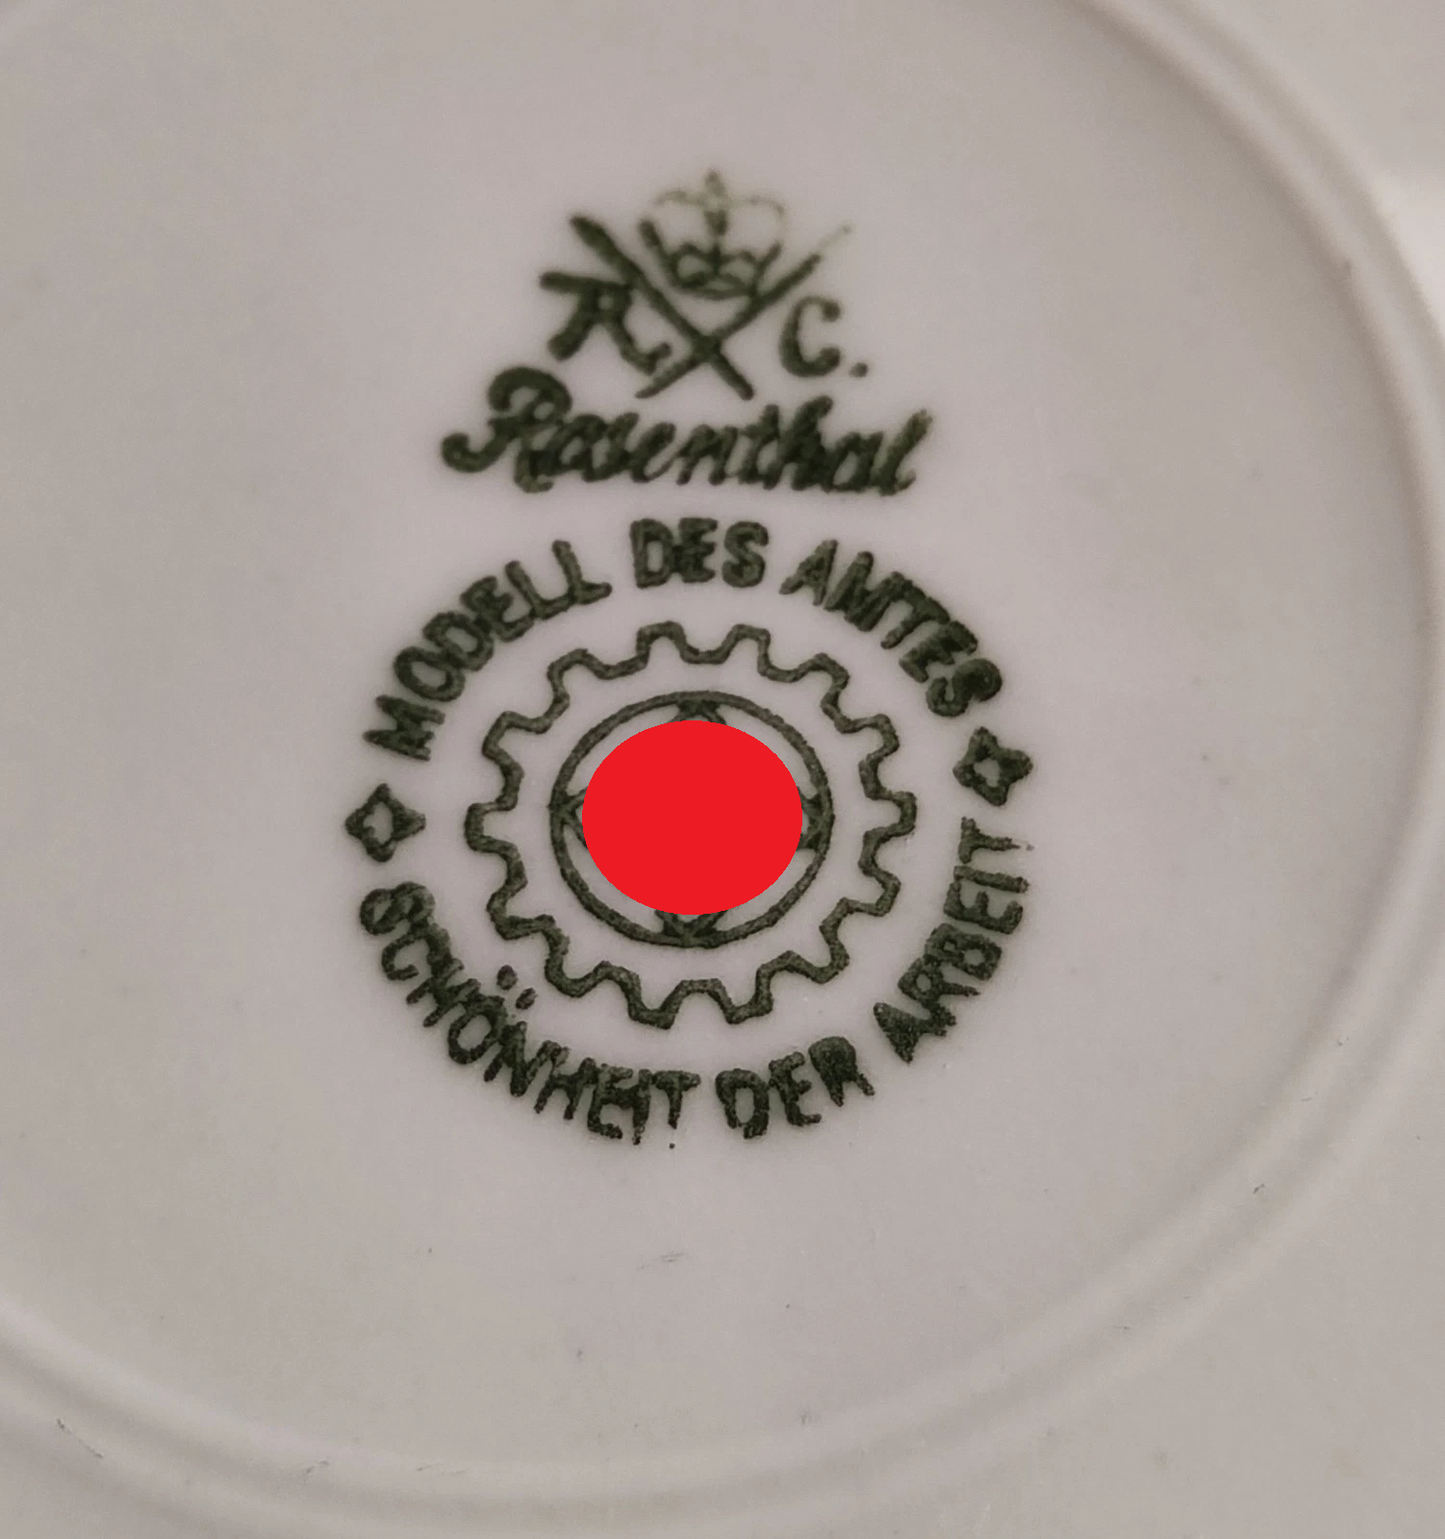 R C.
Rosenthal
MODELL DES AMTES
SCHÖNHEIT DER ARBEIT